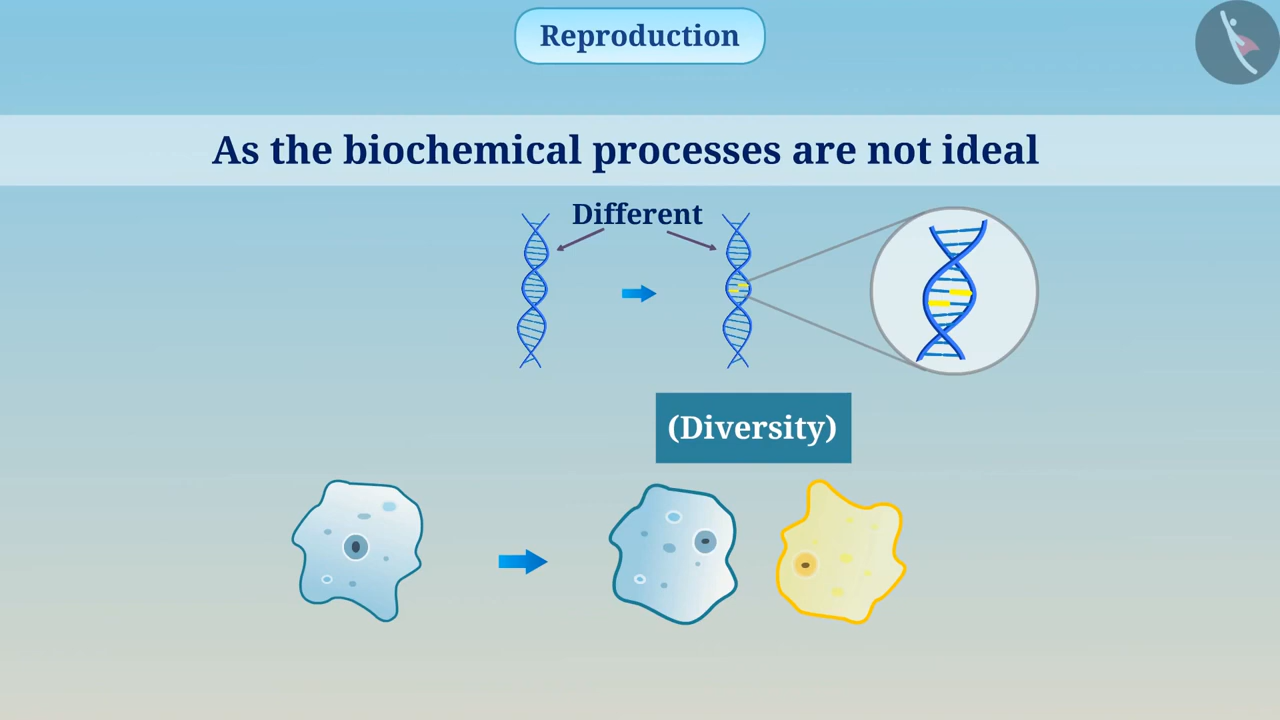 Reproduction
As the biochemical processes are not ideal
Different
(Diversity)